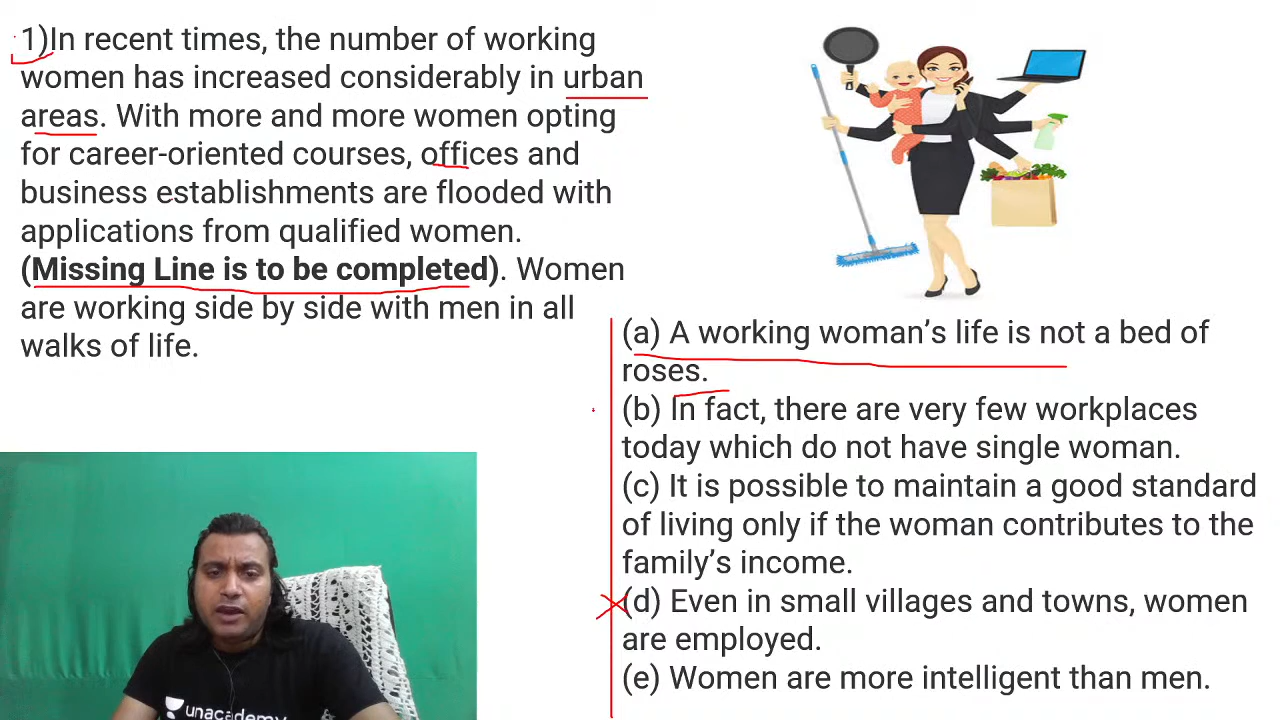 1)In recent times, the number of working
women has increased considerably in urban
areas. With more and more women opting
for career-oriented courses, offices and
business establishments are flooded with
applications from qualified women.
(Missing Line is to be completed). Women
are working side by side with men in all
walks of life.
(a) A working woman’s life is not a bed of
roses.
(b) In fact, there are very few workplaces
today which do not have single woman.
(c) It is possible to maintain a good standard
of living only if the woman contributes to the
family’s income.
(d) Even in small villages and towns, women
are employed.
(e) Women are more intelligent than men.
unacademy